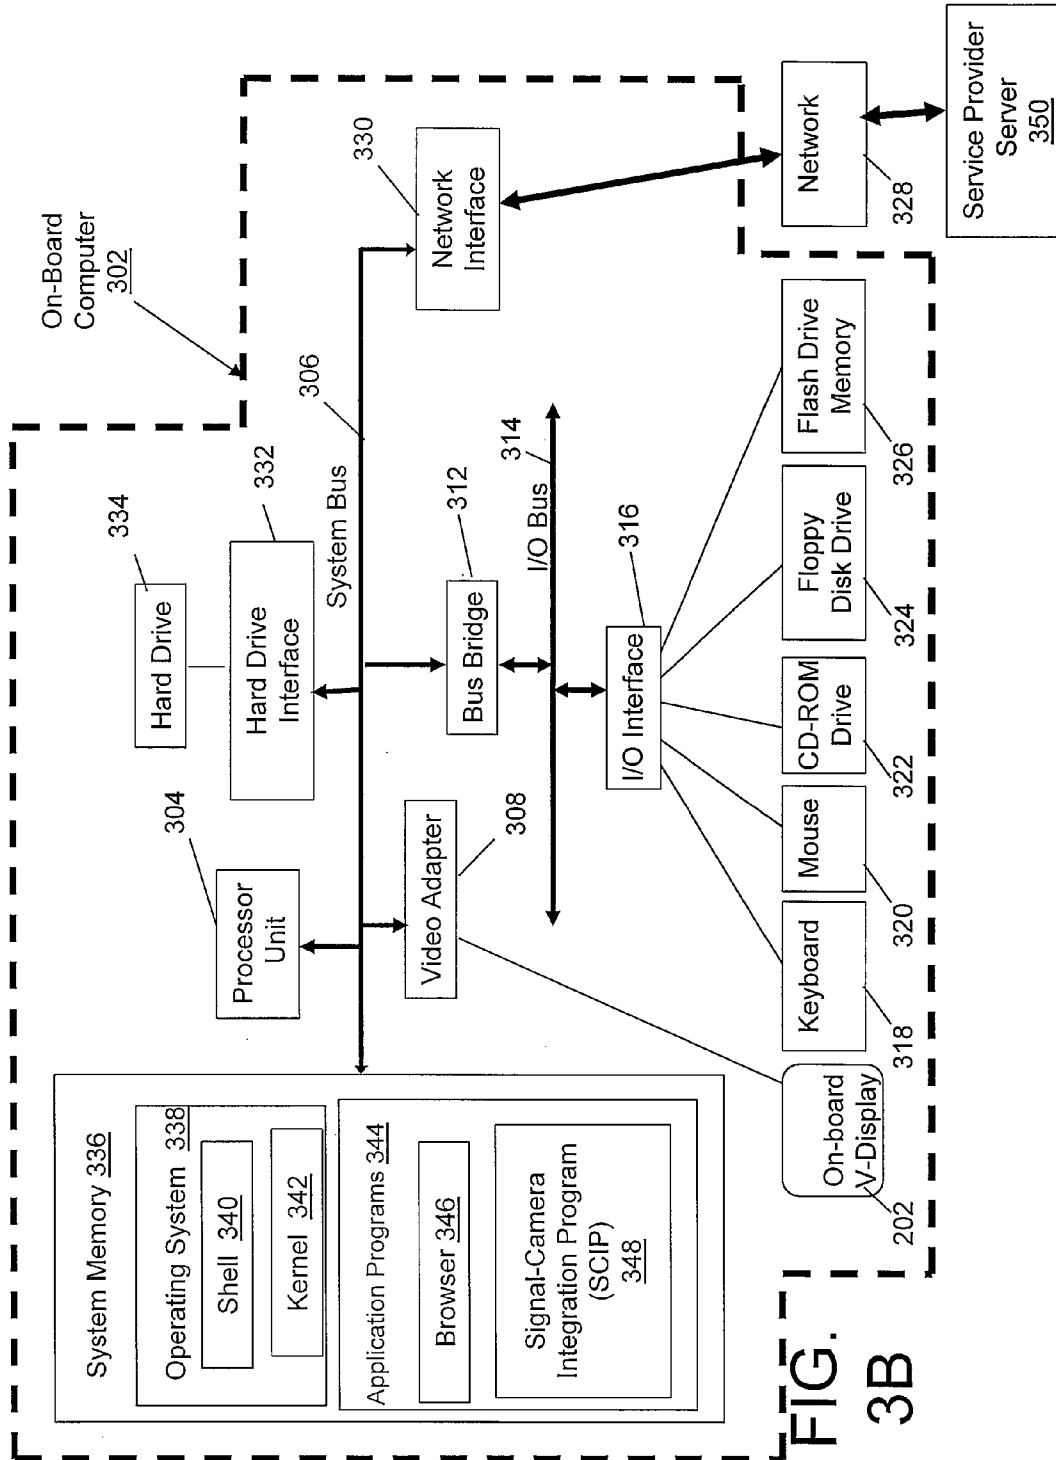 On-Board
Computer
302
System Memory 336
Operating System 338
Shell 340
Kernel 342
Application Programs 344
Browser 346
Signal-Camera
Integration Program
(SCIP)
348
304
Processor
Unit
334
Hard Drive
332
Hard Drive
Interface
System Bus
306
330
Network
Interface
Video Adapter
308
Bus Bridge
312
I/O Bus
314
I/O Interface
316
On-board
V-Display
202
Keyboard
318
Mouse
320
CD-ROM
Drive
322
Floppy
Disk Drive
324
Flash Drive
Memory
326
Network
328
Service Provider
Server
350
FIG.
3B